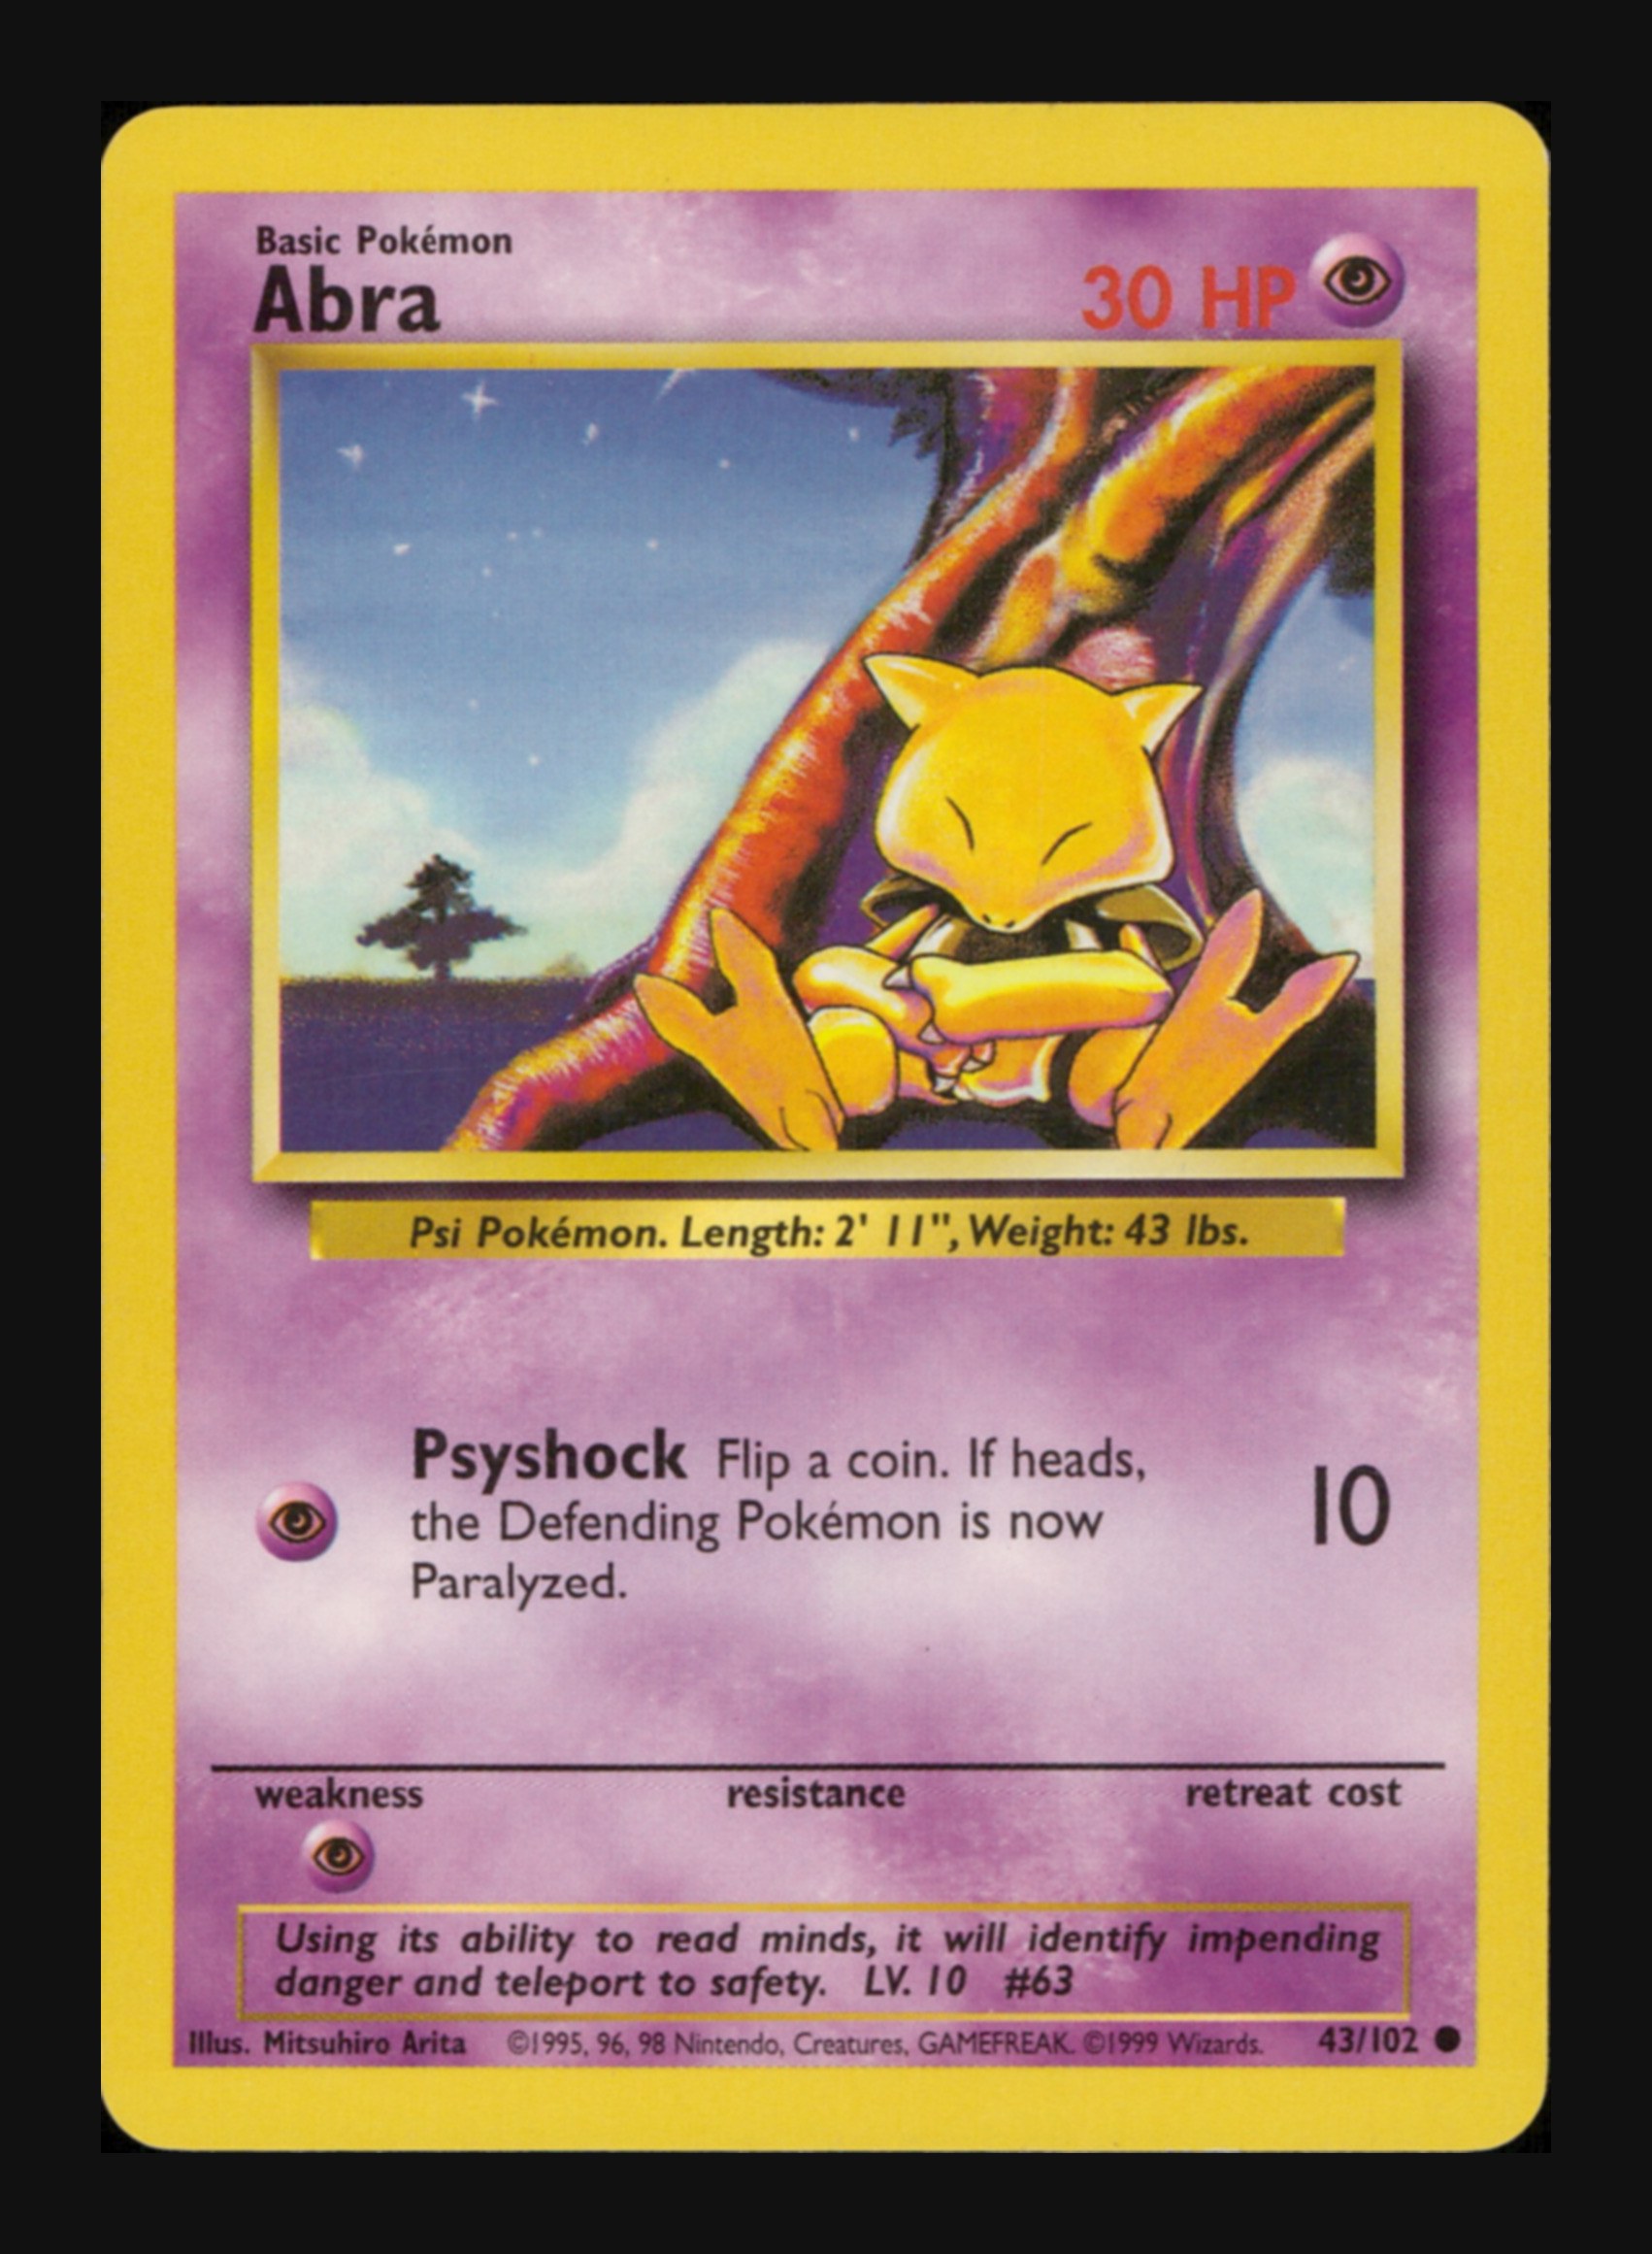 Basic Pokémon
Abra
30 HP
Psi Pokémon. Length: 2' 11", Weight: 43 lbs.
Psyshock Flip a coin. If heads,
the Defending Pokémon is now
Paralyzed.
10
weakness resistance retreat cost
Using its ability to read minds, it will identify impending
danger and teleport to safety. LV. 10 #63
Illus. Mitsuhiro Arita ©1995, 96, 98 Nintendo, Creatures, GAMEFREAK. ©1999 Wizards. 43/102